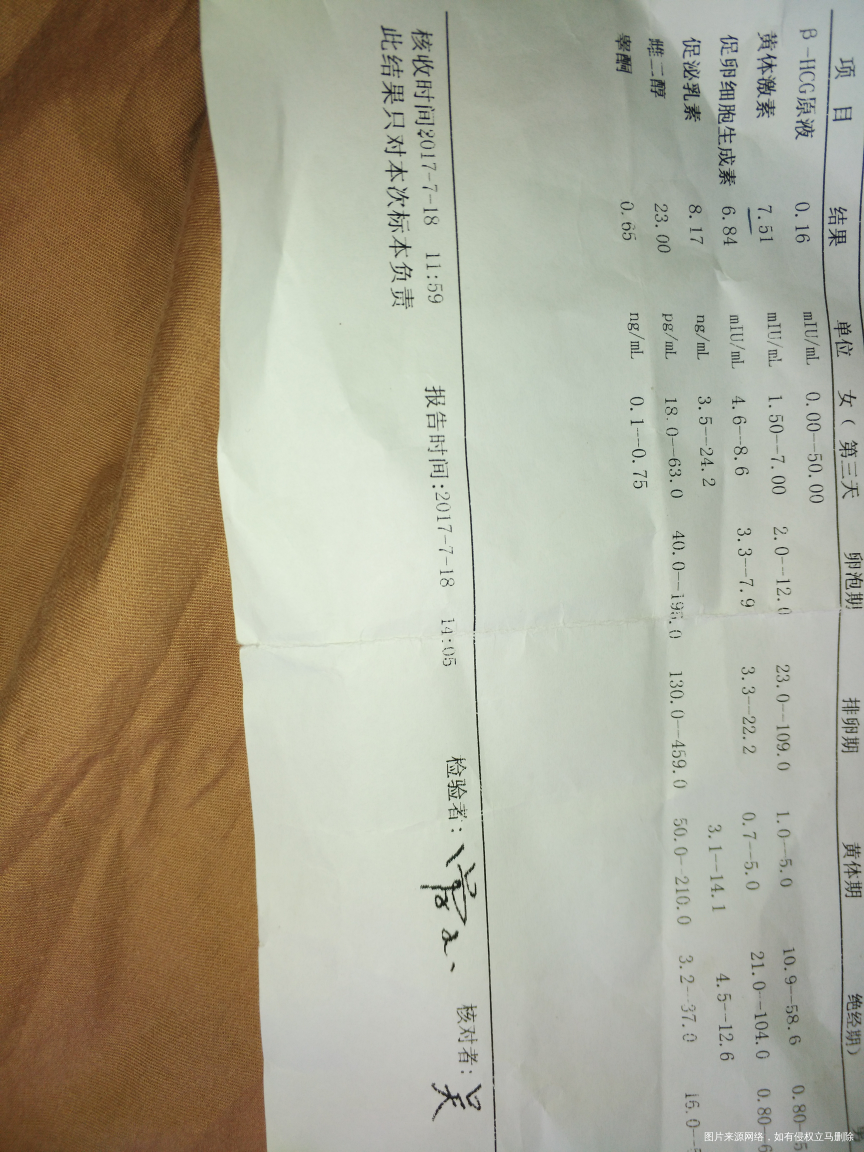 项 目 结果 单位 女（ 第三天 卵泡期 排卵期 黄体期 绝经期）
β-HCG原液 0.16 mIU/mL 0.00--50.00
黄体激素 7.51 mIU/mL 1.50--7.00 2.0--12.0 23.0--109.0 1.0--5.0 10.9--58.6 0.80
促卵细胞生成素 6.84 mIU/mL 4.6--8.6 3.3--7.9 3.3--22.2 0.7--5.0 21.0--104.0 0.80
促泌乳素 8.17 ng/mL 3.5--24.2 3.1--14.1 4.5--12.6
雌二醇 23.00 pg/mL 18.0--63.0 40.0--195.0 130.0--459.0 50.0--210.0 3.2--37.0
睾酮 0.65 ng/mL 0.1--0.75
核收时间:2017-7-18 11:59 报告时间:2017-7-18 14:05 检验者: 核对者: 吴
此结果只对本次标本负责
图片来源网络，如有侵权立马删除